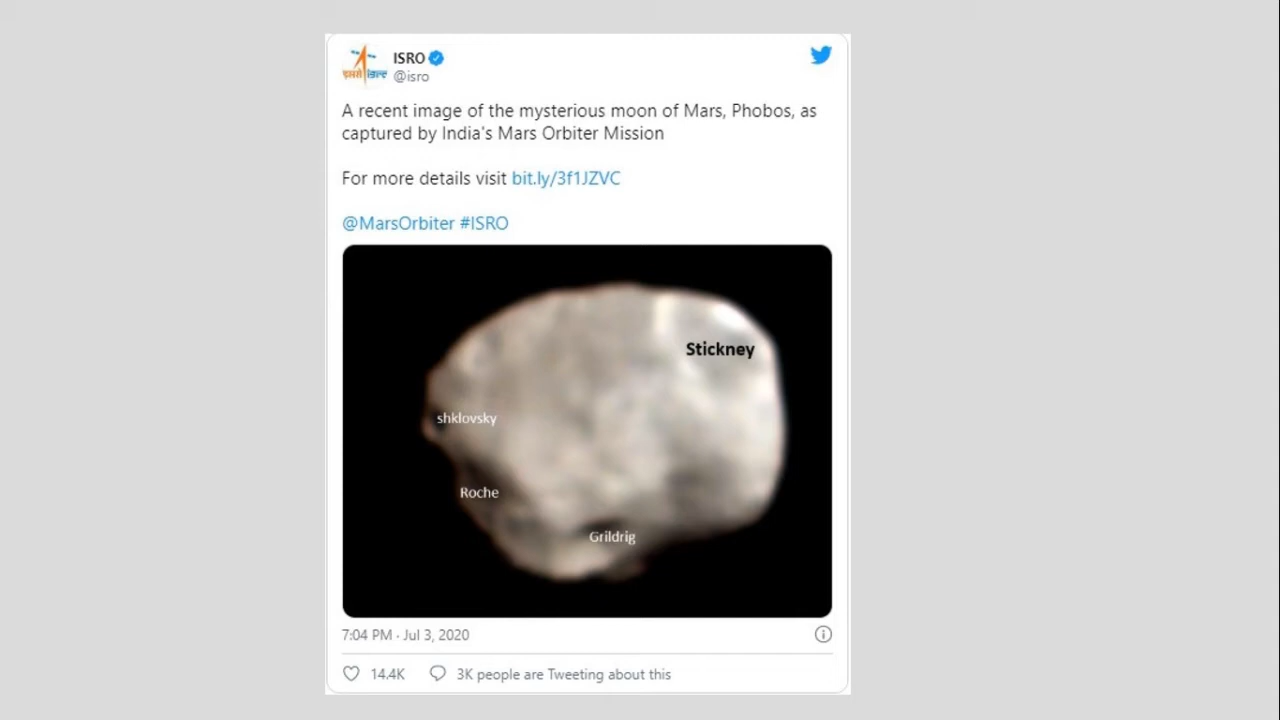 ISRO
@isro
इसरो isro
A recent image of the mysterious moon of Mars, Phobos, as
captured by India's Mars Orbiter Mission
For more details visit bit.ly/3f1JZVC
@MarsOrbiter #ISRO
Stickney
shklovsky
Roche
Grildrig
7:04 PM · Jul 3, 2020
14.4K 3K people are Tweeting about this